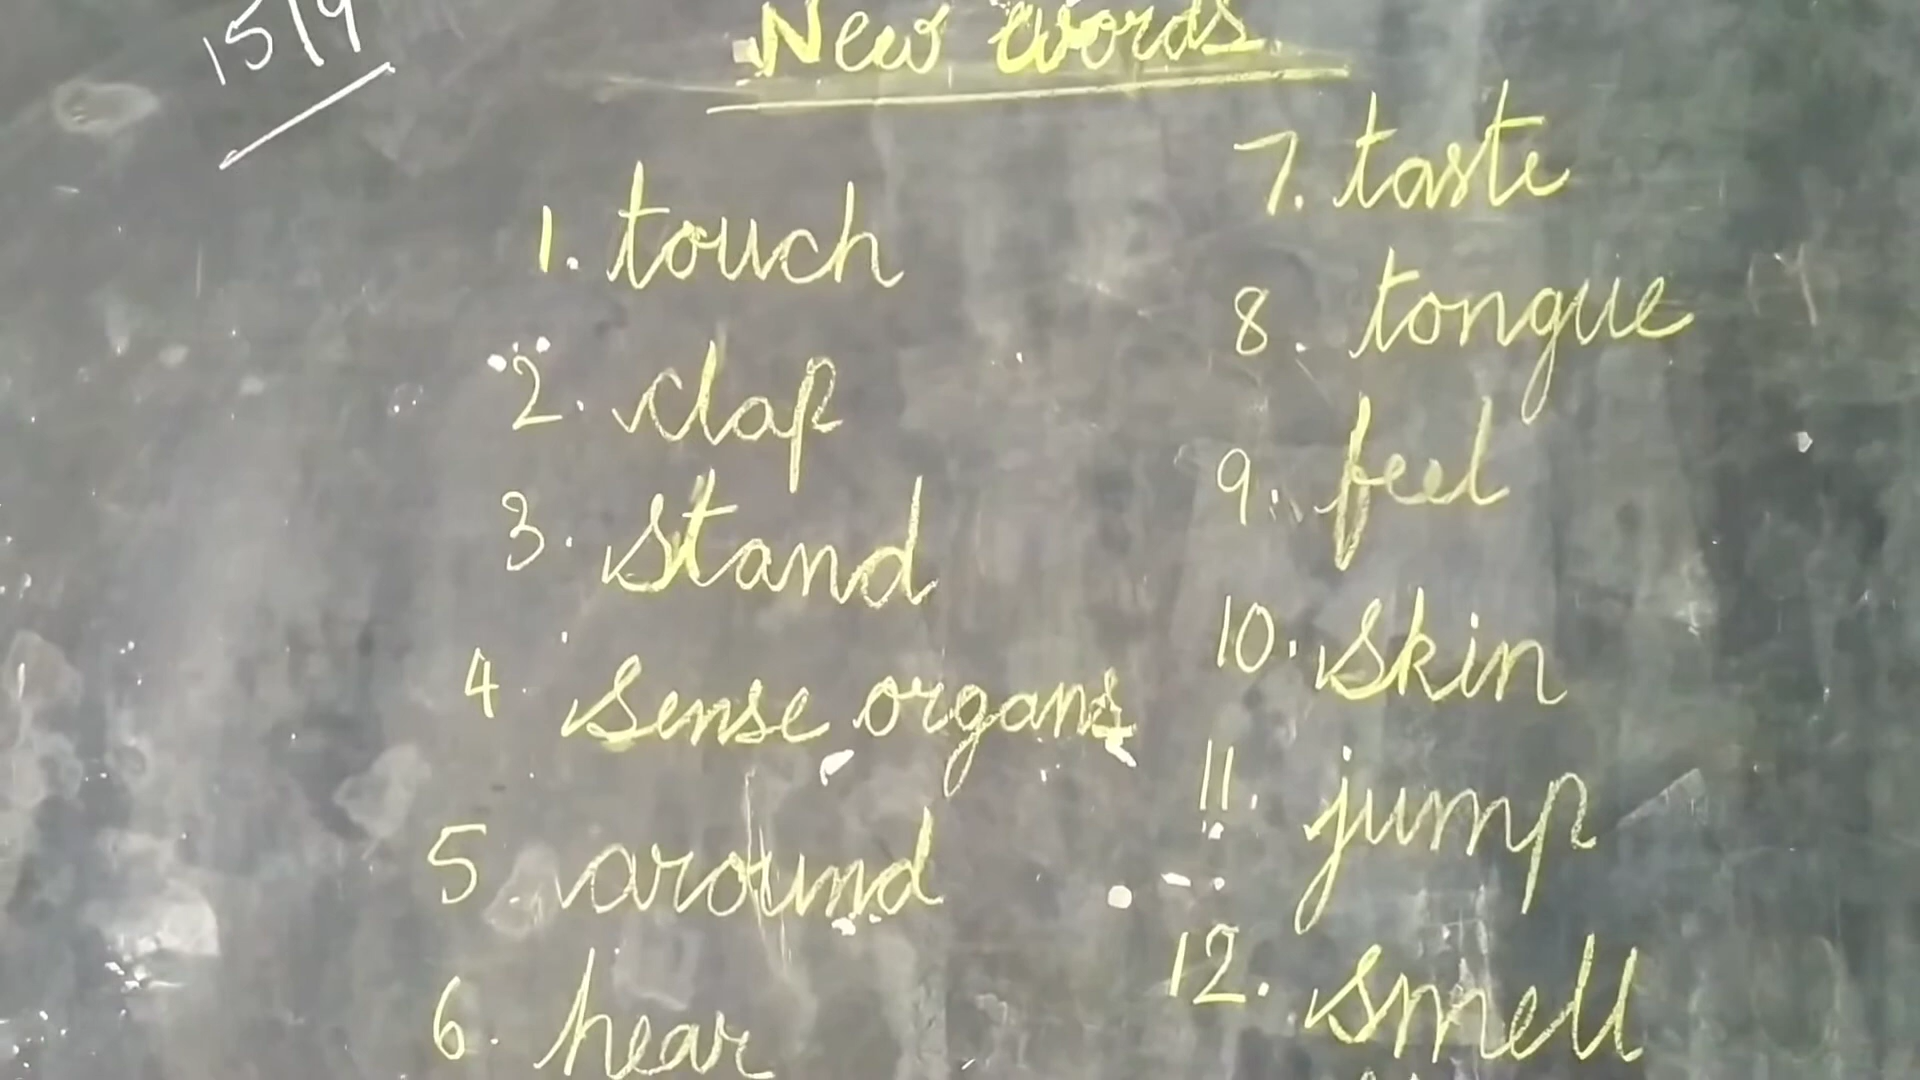 15/9
New words
1. touch
2. clap
3. stand
4. sense organs
5. around
6. hear
7. taste
8. tongue
9. feel
10. skin
11. jump
12. smell